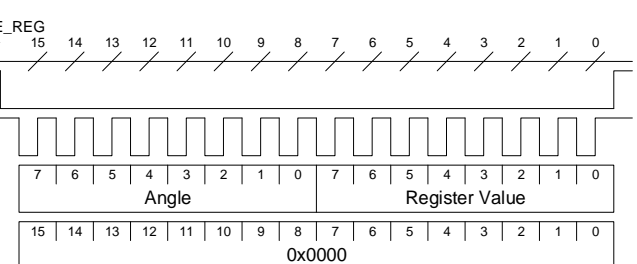 E_REG
15 14 13 12 11 10 9 8 7 6 5 4 3 2 1 0
7 6 5 4 3 2 1 0 7 6 5 4 3 2 1 0
Angle Register Value
15 14 13 12 11 10 9 8 7 6 5 4 3 2 1 0
0x0000